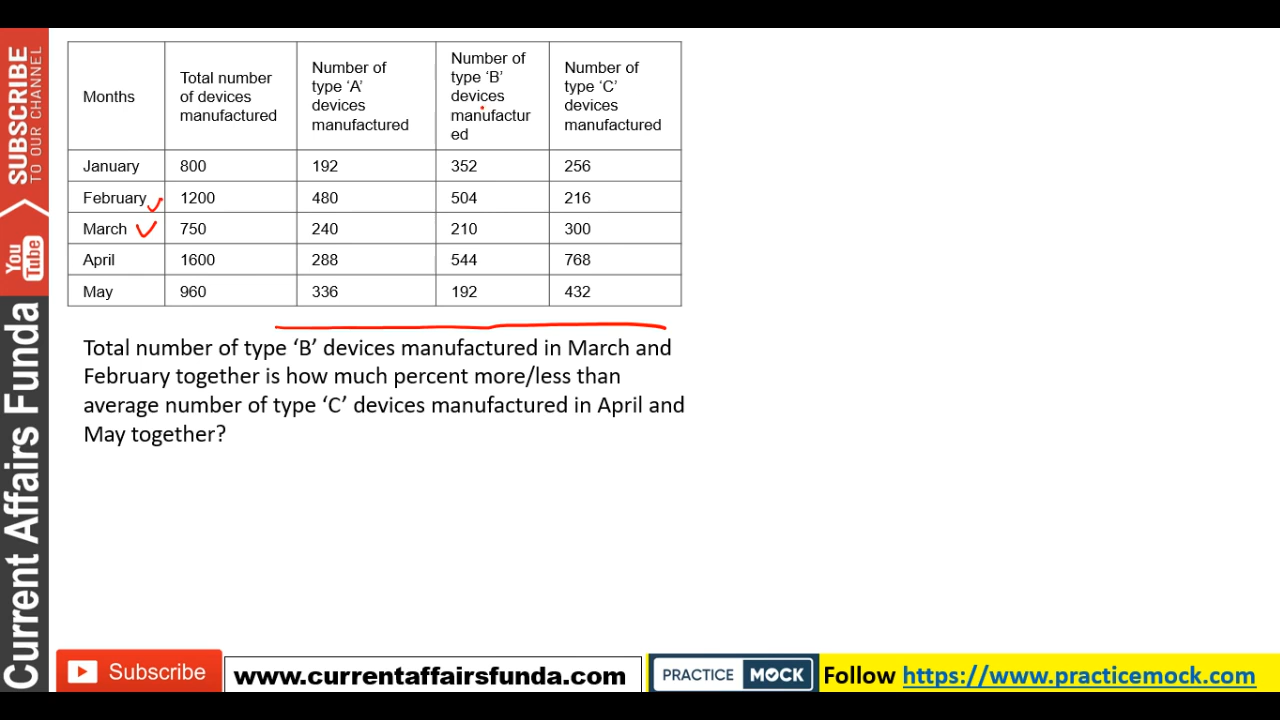 SUBSCRIBE
TO OUR CHANNEL
You
Tube
Current Affairs Funda
Months
Total number
of devices
manufactured
Number of
type ‘A’
devices
manufactured
Number of
type ‘B’
devices
manufactur
ed
Number of
type ‘C’
devices
manufactured
January 800 192 352 256
February 1200 480 504 216
March 750 240 210 300
April 1600 288 544 768
May 960 336 192 432
Total number of type ‘B’ devices manufactured in March and
February together is how much percent more/less than
average number of type ‘C’ devices manufactured in April and
May together?
Subscribe
www.currentaffairsfunda.com
PRACTICE MOCK
Follow https://www.practicemock.com